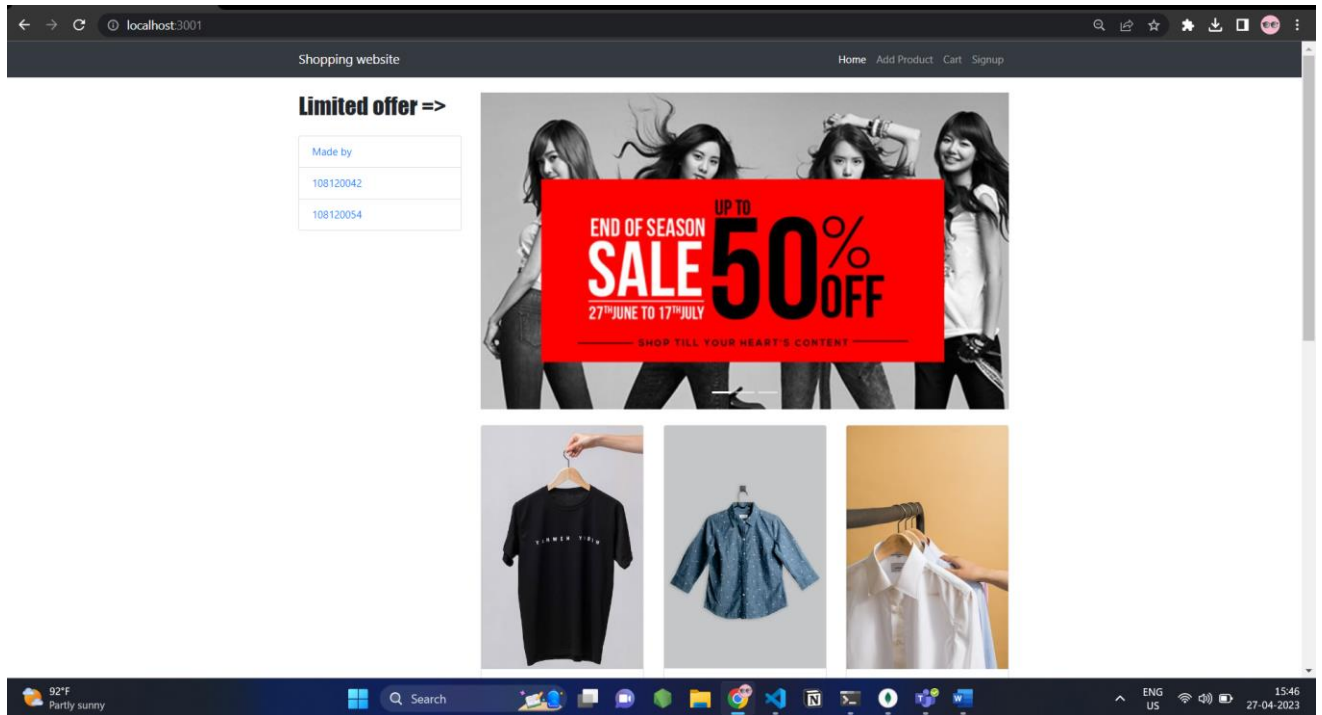 localhost:3001
Shopping website
Home Add Product Cart Signup
Limited offer =>
Made by
108120042
108120054
END OF SEASON
SALE
27TH JUNE TO 17TH JULY
UP TO
50%
OFF
SHOP TILL YOUR HEART'S CONTENT
92°F
Partly sunny
Search
ENG
US
15:46
27-04-2023